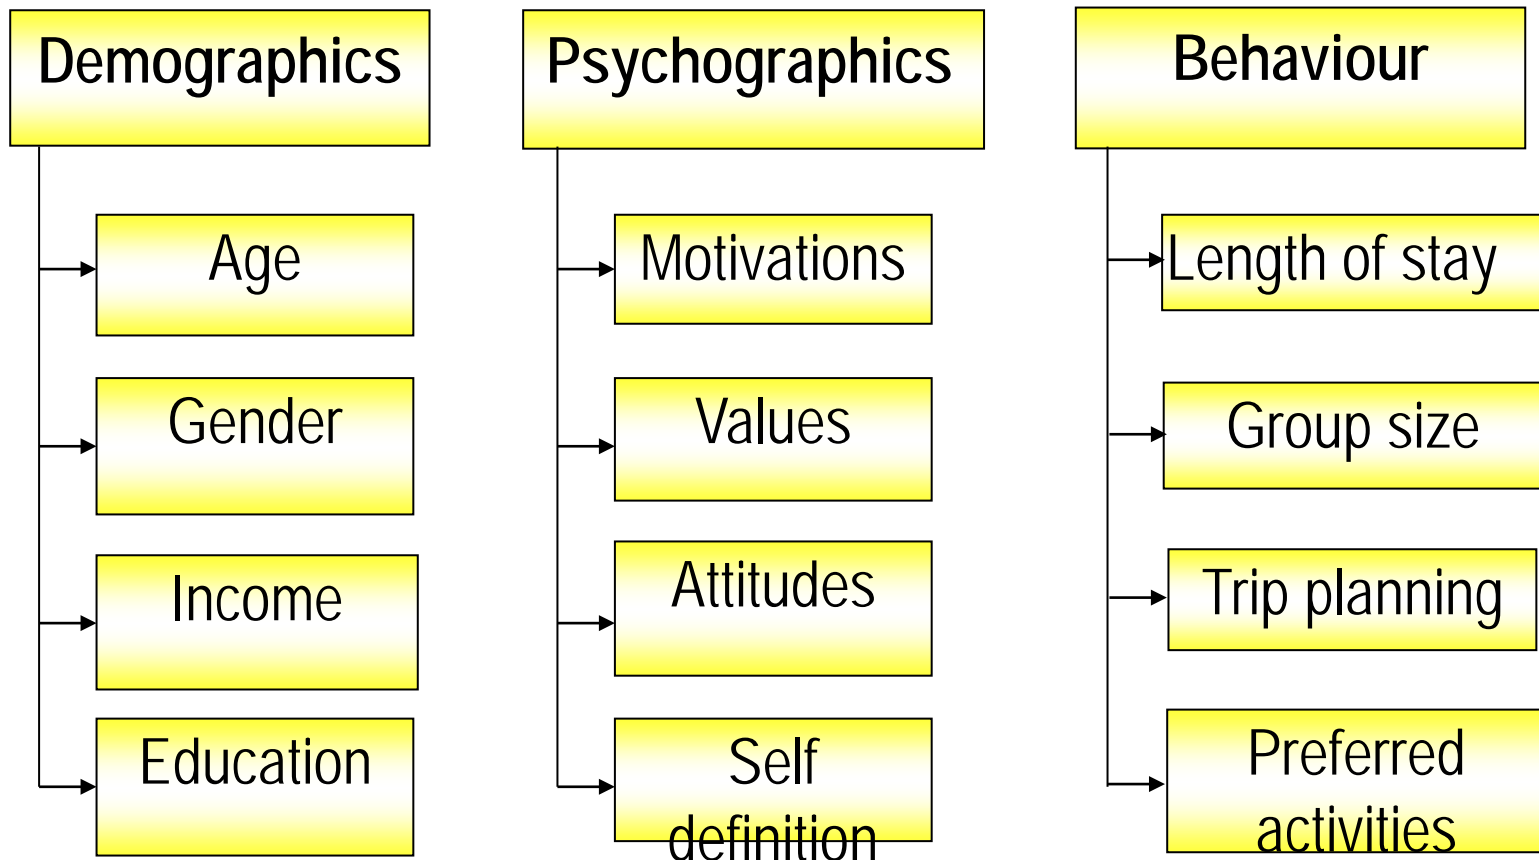 Demographics
Age
Gender
Income
Education
Psychographics
Motivations
Values
Attitudes
Self
definition
Behaviour
Length of stay
Group size
Trip planning
Preferred
activities